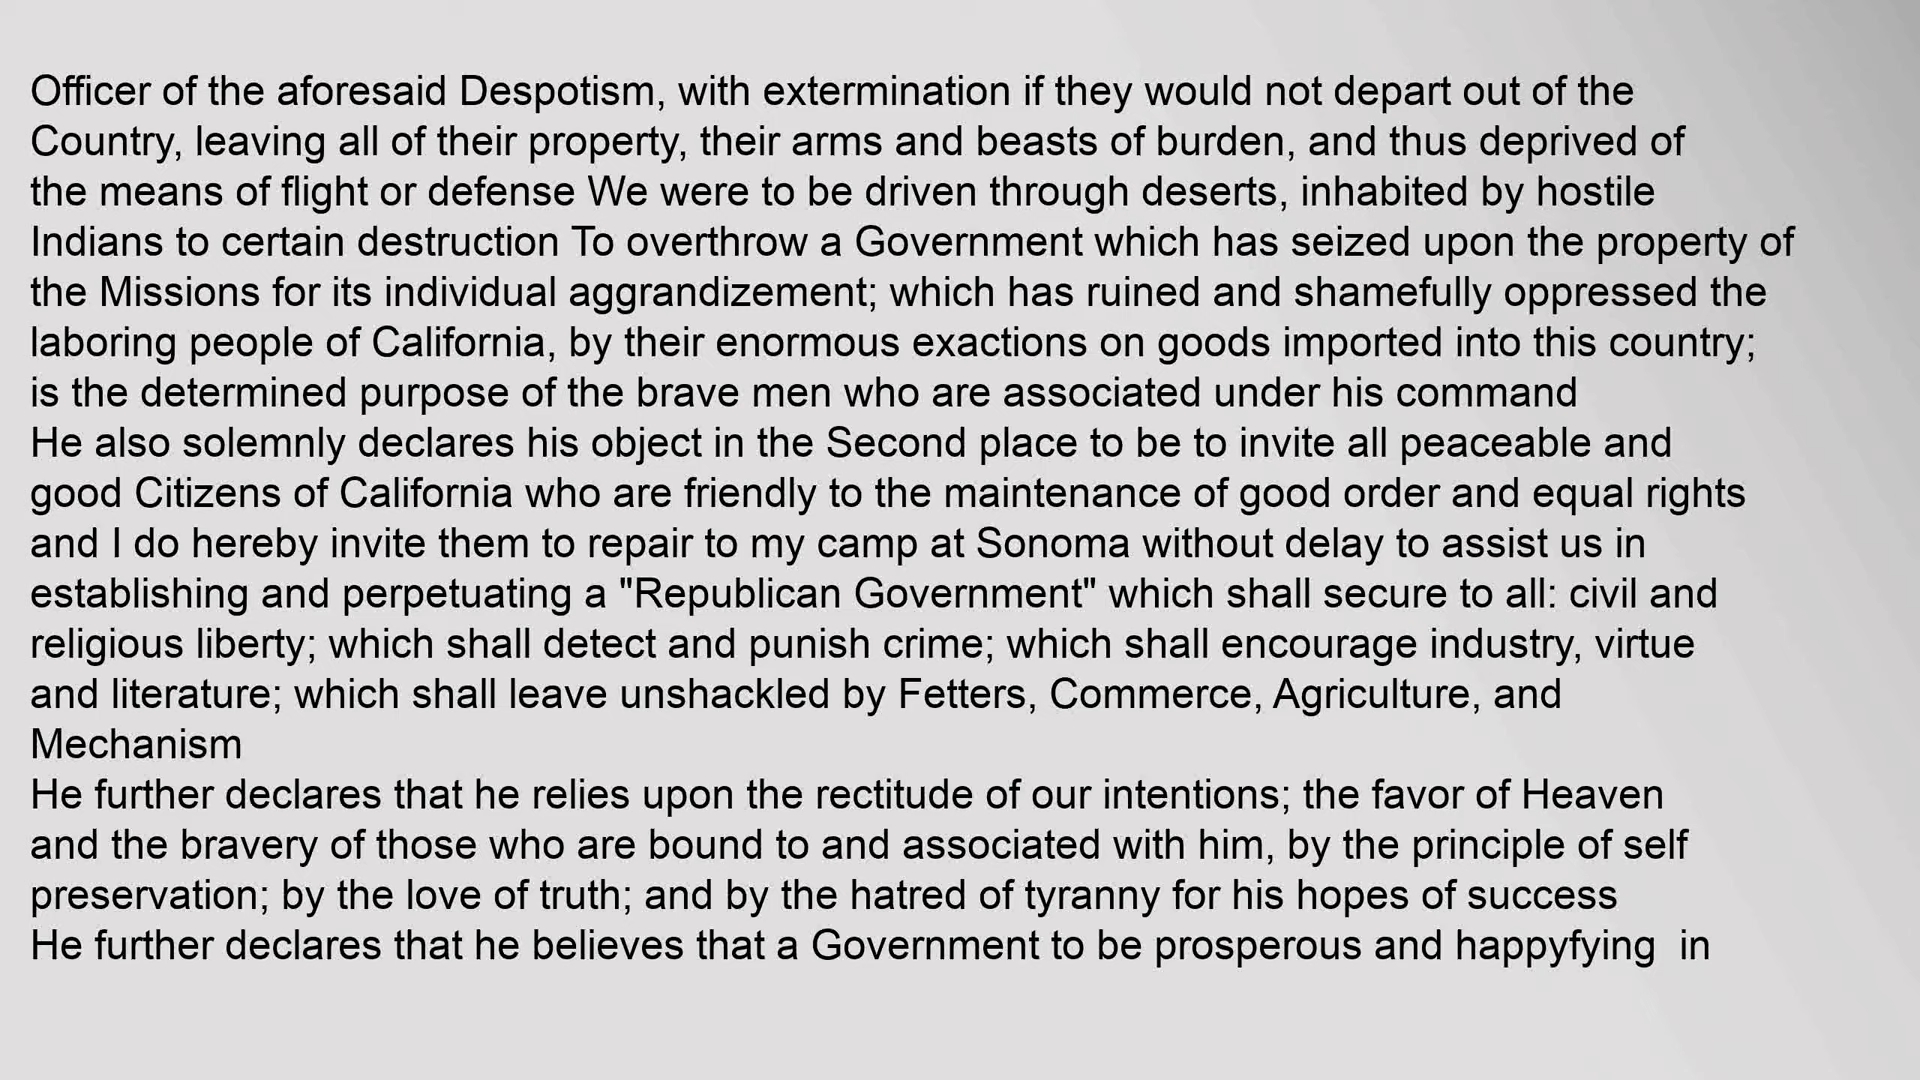 Officer of the aforesaid Despotism, with extermination if they would not depart out of the
Country, leaving all of their property, their arms and beasts of burden, and thus deprived of
the means of flight or defense We were to be driven through deserts, inhabited by hostile
Indians to certain destruction To overthrow a Government which has seized upon the property of
the Missions for its individual aggrandizement; which has ruined and shamefully oppressed the
laboring people of California, by their enormous exactions on goods imported into this country;
is the determined purpose of the brave men who are associated under his command
He also solemnly declares his object in the Second place to be to invite all peaceable and
good Citizens of California who are friendly to the maintenance of good order and equal rights
and I do hereby invite them to repair to my camp at Sonoma without delay to assist us in
establishing and perpetuating a "Republican Government" which shall secure to all: civil and
religious liberty; which shall detect and punish crime; which shall encourage industry, virtue
and literature; which shall leave unshackled by Fetters, Commerce, Agriculture, and
Mechanism
He further declares that he relies upon the rectitude of our intentions; the favor of Heaven
and the bravery of those who are bound to and associated with him, by the principle of self
preservation; by the love of truth; and by the hatred of tyranny for his hopes of success
He further declares that he believes that a Government to be prosperous and happyfying  in